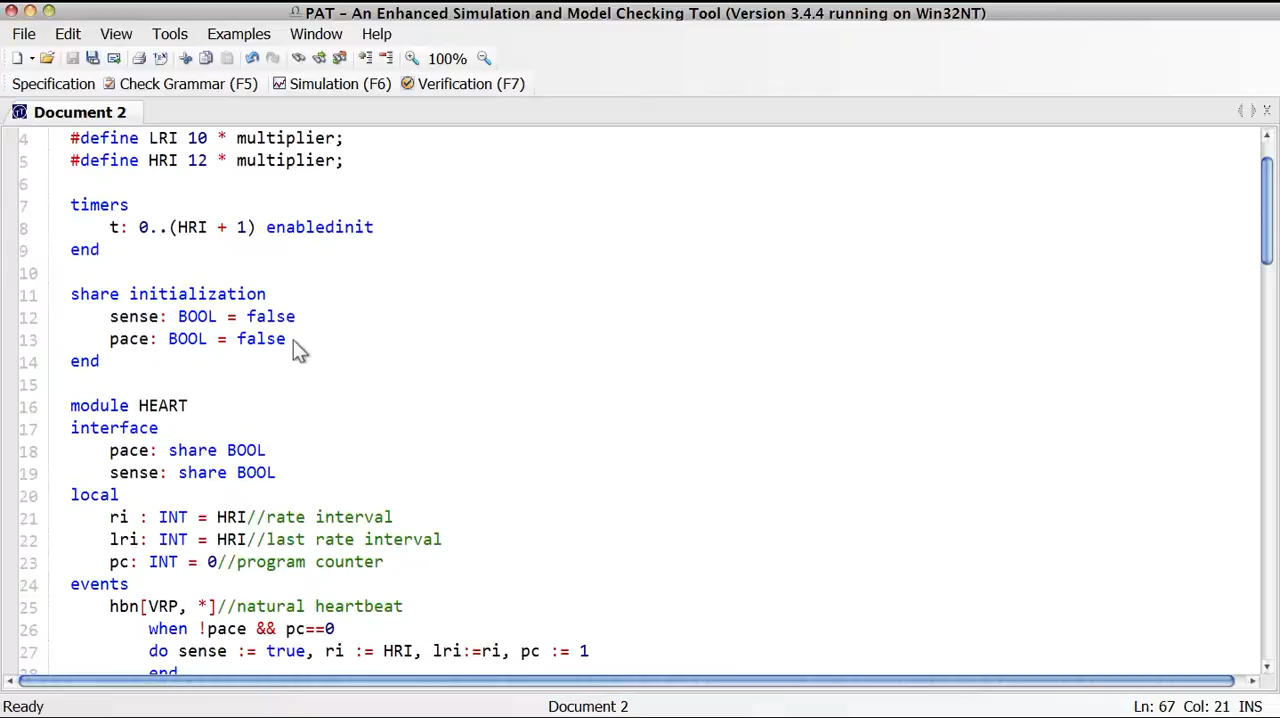 PAT - An Enhanced Simulation and Model Checking Tool (Version 3.4.4 running on Win32NT)
File Edit View Tools Examples Window Help
100%
Specification Check Grammar (F5) Simulation (F6) Verification (F7)
Document 2
4 #define LRI 10 * multiplier;
5 #define HRI 12 * multiplier;
6
7 timers
8 t: 0..(HRI + 1) enabledinit
9 end
10
11 share initialization
12 sense: BOOL = false
13 pace: BOOL = false
14 end
15
16 module HEART
17 interface
18 pace: share BOOL
19 sense: share BOOL
20 local
21 ri : INT = HRI//rate interval
22 lri: INT = HRI//last rate interval
23 pc: INT = 0//program counter
24 events
25 hbn[VRP, *]//natural heartbeat
26 when !pace && pc==0
27 do sense := true, ri := HRI, lri:=ri, pc := 1
28 end
Ready Document 2 Ln: 67 Col: 21 INS